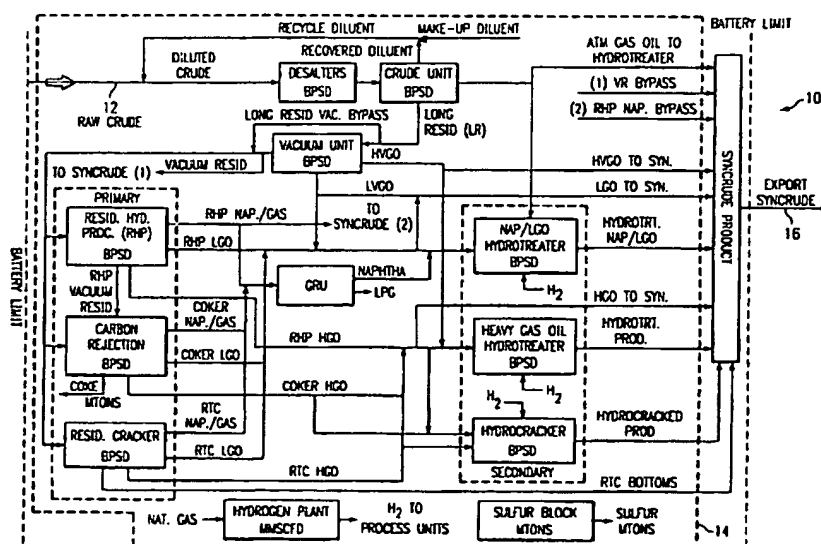 BATTERY LIMIT
RECYCLE DILUENT
MAKE-UP DILUENT
RECOVERED DILUENT
DILUTED
CRUDE
12
RAW CRUDE
DESALTERS
BPSD
CRUDE UNIT
BPSD
ATM GAS OIL TO
HYDROTREATER
(1) VR BYPASS
(2) RHP NAP. BYPASS
10
LONG RESID VAC. BYPASS
LONG
RESID (LR)
VACUUM UNIT
BPSD
HVGO
VACUUM RESID
TO SYNCRUDE (1)
HVGO TO SYN.
LVGO
LGO TO SYN.
SYNCRUDE PRODUCT
EXPORT
SYNCRUDE
16
PRIMARY
RESID. HYD.
PROC. (RHP)
BPSD
RHP NAP./GAS
TO
SYNCRUDE (2)
RHP LGO
NAP/LGO
HYDROTREATER
BPSD
HYDROTRT.
NAP/LGO
H2
GRU
NAPHTHA
LPG
BATTERY LIMIT
RHP
VACUUM
RESID
COKER
NAP./GAS
RHP HGO
HGO TO SYN.
CARBON
REJECTION
BPSD
COKER LGO
HEAVY GAS OIL
HYDROTREATER
BPSD
HYDROTRT.
PROD.
H2
COKE
MTONS
COKER HGO
RTC
NAP./GAS
H2
RESID. CRACKER
BPSD
RTC LGO
HYDROCRACKER
BPSD
HYDROCRACKED
PROD
SECONDARY
RTC HGO
RTC BOTTOMS
NAT. GAS
HYDROGEN PLANT
MMSCFD
H2 TO
PROCESS UNITS
SULFUR BLOCK
MTONS
SULFUR
MTONS
14